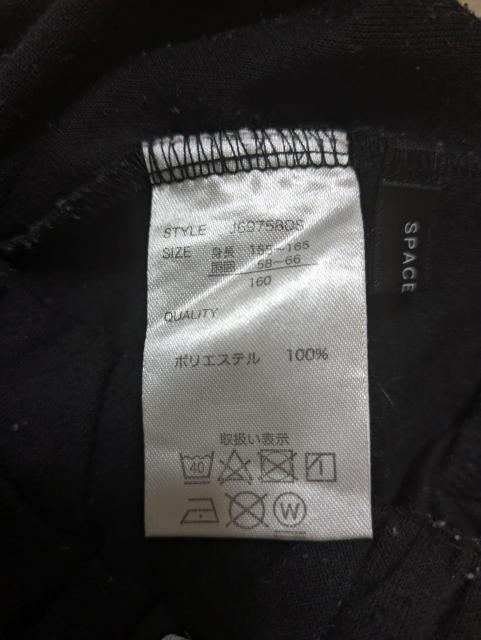 STYLE J69758DS
SIZE 身長 155~165
胴囲 58~66
160
QUALITY
ポリエステル 100%
取扱い表示
40
W
SPACE